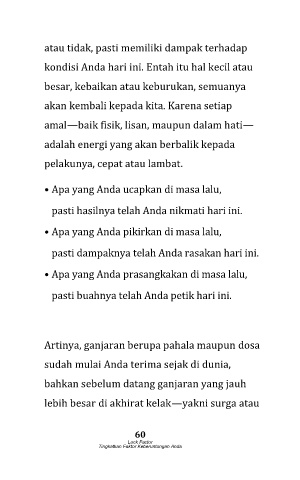 atau tidak, pasti memiliki dampak terhadap
kondisi Anda hari ini. Entah itu hal kecil atau
besar, kebaikan atau keburukan, semuanya
akan kembali kepada kita. Karena setiap
amal—baik fisik, lisan, maupun dalam hati—
adalah energi yang akan berbalik kepada
pelakunya, cepat atau lambat.
• Apa yang Anda ucapkan di masa lalu,
pasti hasilnya telah Anda nikmati hari ini.
• Apa yang Anda pikirkan di masa lalu,
pasti dampaknya telah Anda rasakan hari ini.
• Apa yang Anda prasangkakan di masa lalu,
pasti buahnya telah Anda petik hari ini.
Artinya, ganjaran berupa pahala maupun dosa
sudah mulai Anda terima sejak di dunia,
bahkan sebelum datang ganjaran yang jauh
lebih besar di akhirat kelak—yakni surga atau
60
Luck Factor
Tingkatkan Faktor Keberuntungan Anda